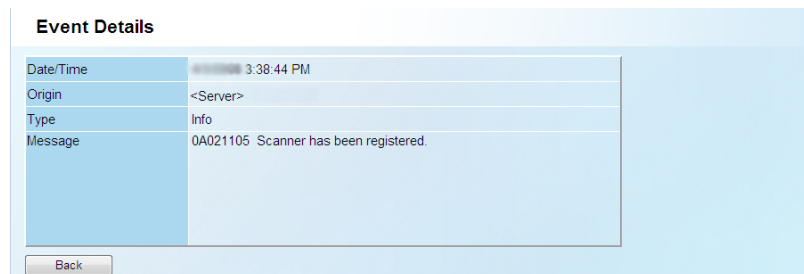 Event Details
Date/Time 3:38:44 PM
Origin <Server>
Type Info
Message 0A021105 Scanner has been registered.
Back